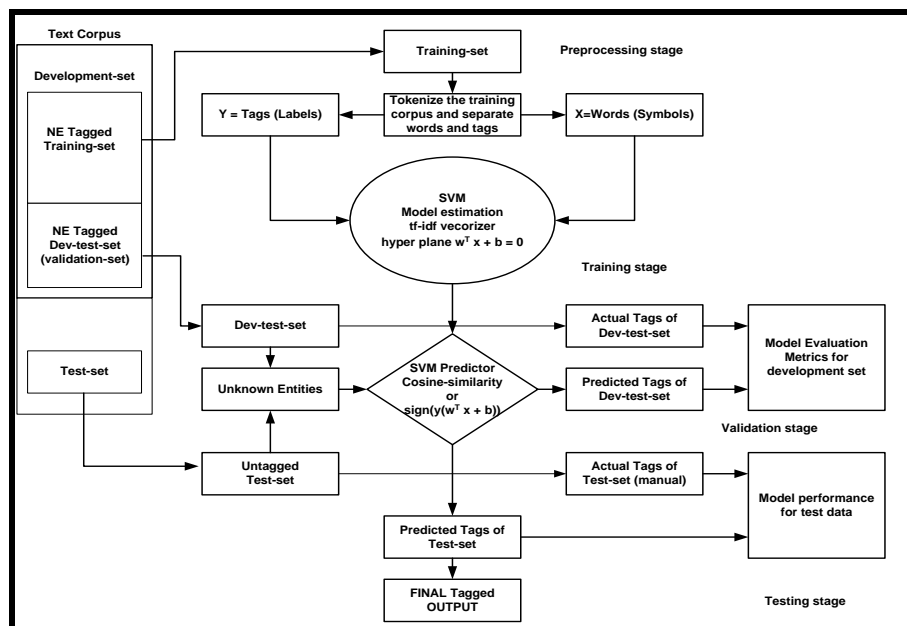 Text Corpus
Development-set
NE Tagged
Training-set
NE Tagged
Dev-test-set
(validation-set)
Test-set
Training-set
Preprocessing stage
Y = Tags (Labels)
Tokenize the training
corpus and separate
words and tags
X=Words (Symbols)
SVM
Model estimation
tf-idf vecorizer
hyper plane wᵀ x + b = 0
Training stage
Dev-test-set
Actual Tags of
Dev-test-set
Model Evaluation
Metrics for
development set
Unknown Entities
SVM Predictor
Cosine-similarity
or
sign(y(wᵀ x + b))
Predicted Tags of
Dev-test-set
Validation stage
Untagged
Test-set
Actual Tags of
Test-set (manual)
Model performance
for test data
Predicted Tags of
Test-set
FINAL Tagged
OUTPUT
Testing stage